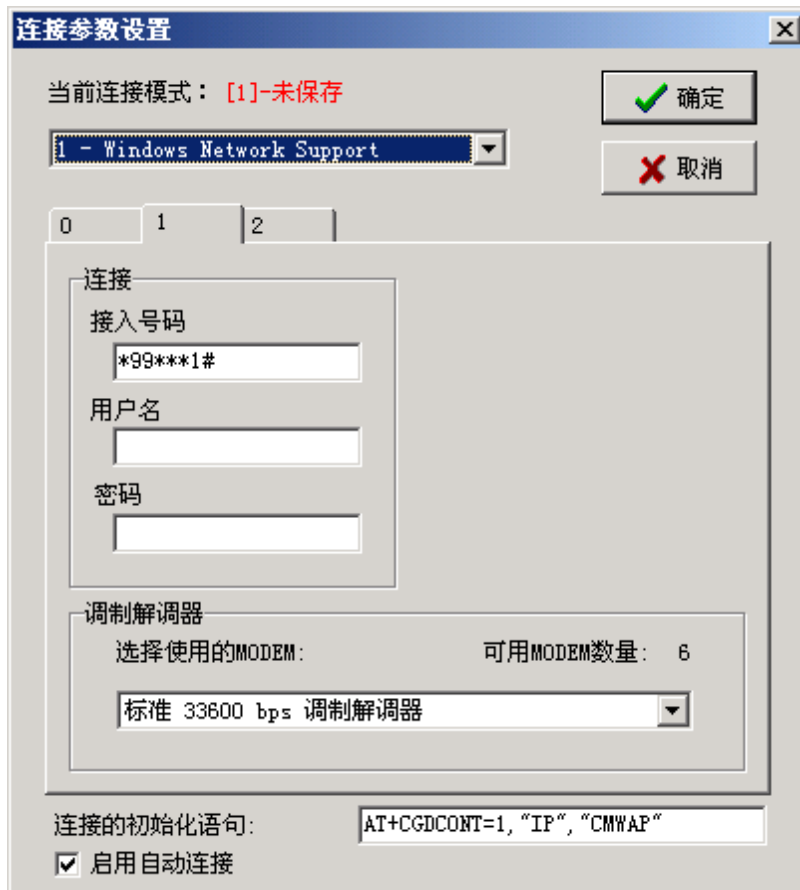 连接参数设置
当前连接模式： [1]-未保存
确定
1 - Windows Network Support
取消
0 1 2
连接
接入号码
*99***1#
用户名
密码
调制解调器
选择使用的MODEM: 可用MODEM数量: 6
标准 33600 bps 调制解调器
连接的初始化语句: AT+CGDCONT=1,"IP","CMWAP"
启用自动连接